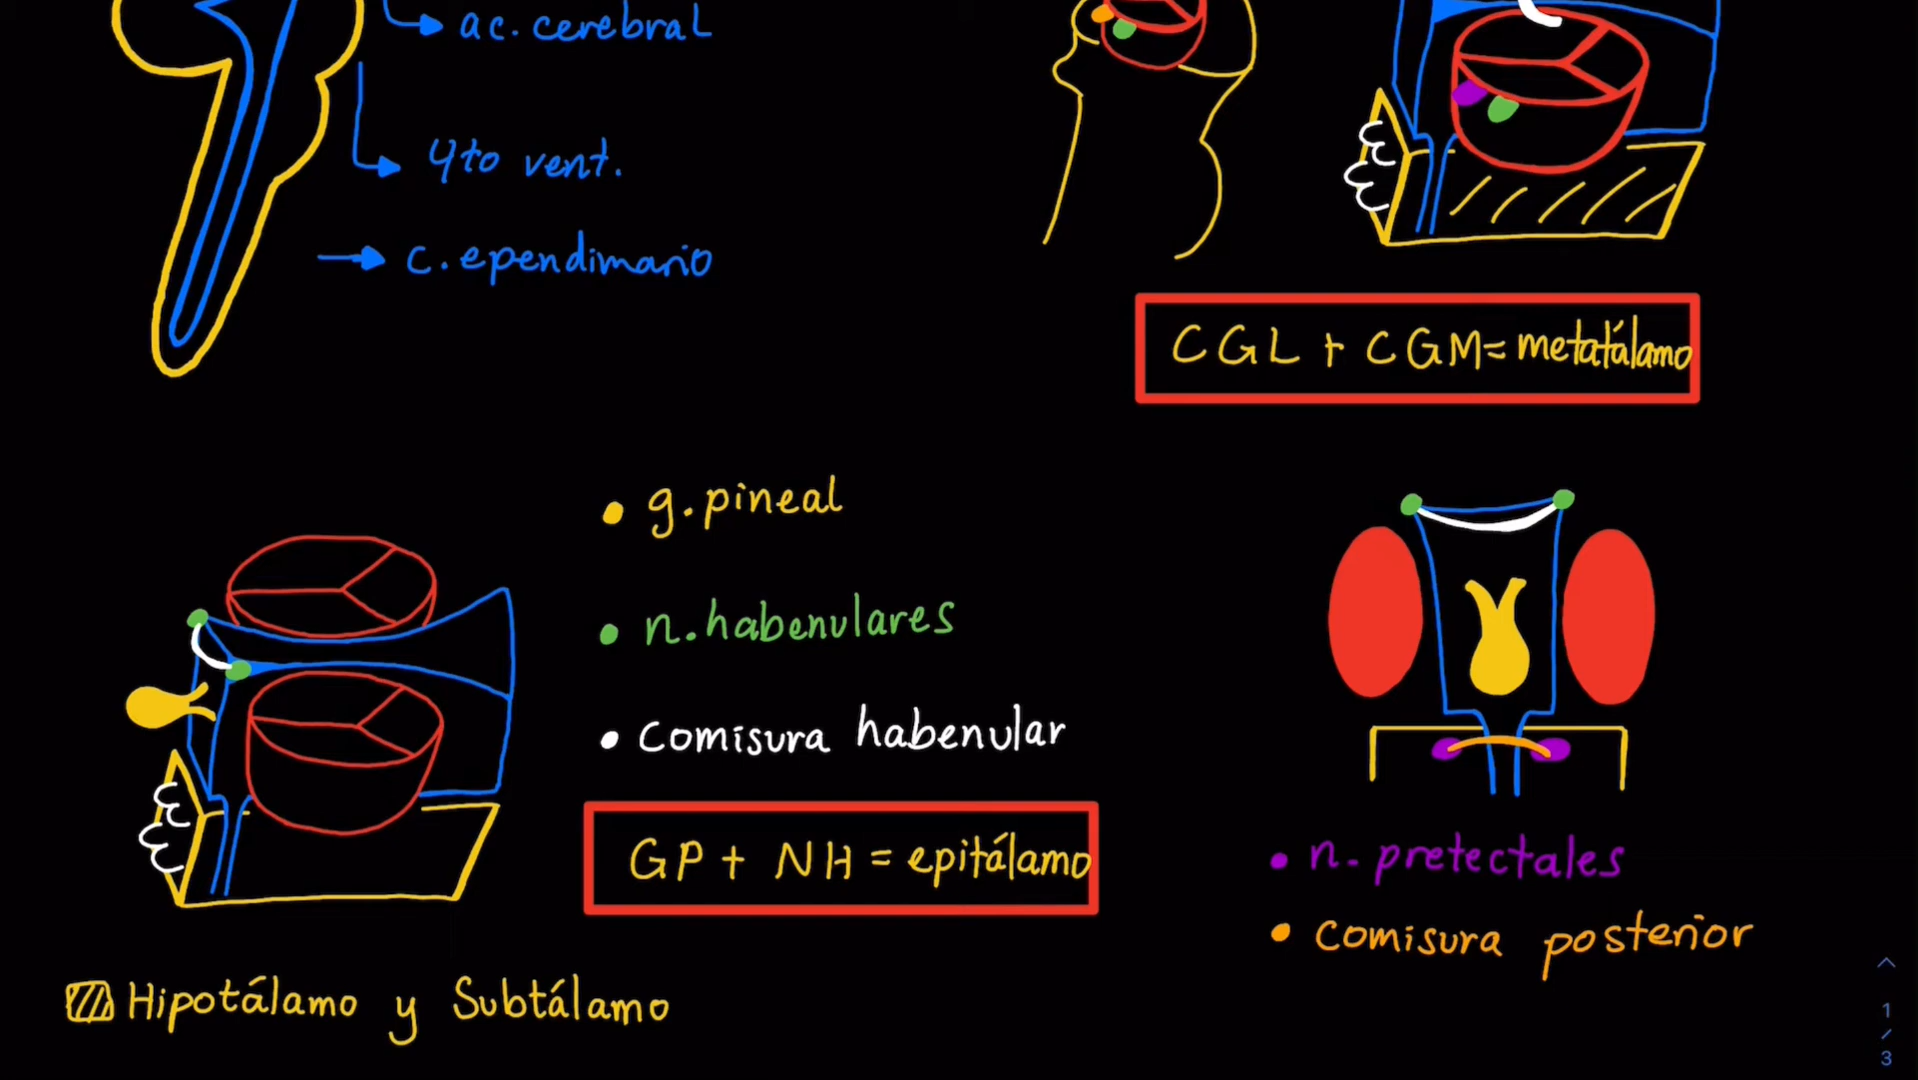 ac. cerebral
4to vent.
c. ependimario
CGL + CGM = metatálamo
• g. pineal
• n. habenulares
• comisura habenular
GP + NH = epitálamo
• n. pretectales
• comisura posterior
Hipotálamo y Subtálamo
1
/
3